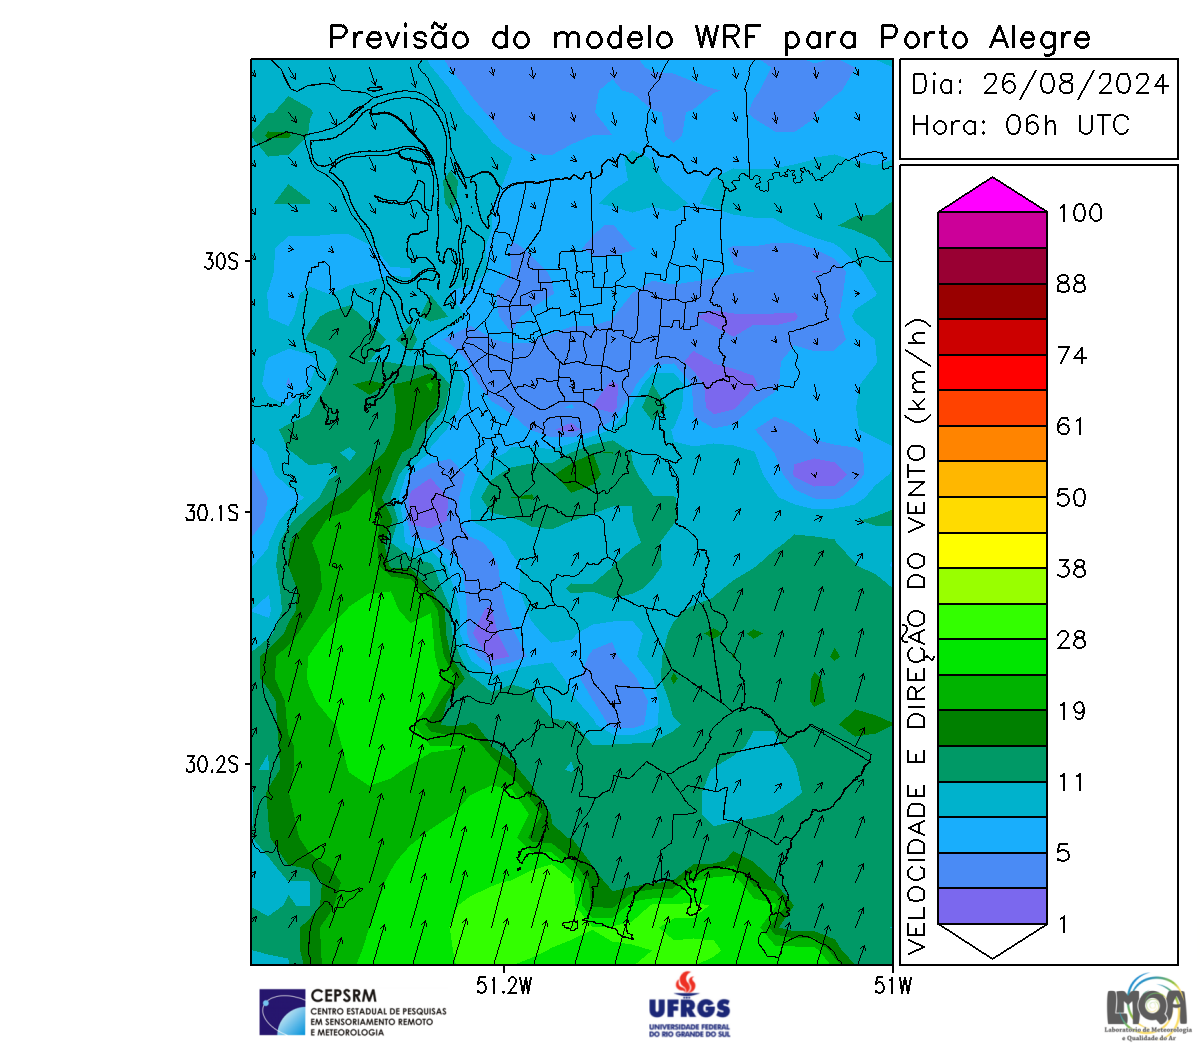 Previsão do modelo WRF para Porto Alegre
Dia: 26/08/2024
Hora: 06h UTC
100
88
74
61
50
38
28
19
11
5
1
VELOCIDADE E DIREÇÃO DO VENTO (km/h)
30S
30.1S
30.2S
51.2W
51W
CEPSRM
CENTRO ESTADUAL DE PESQUISAS
EM SENSORIAMENTO REMOTO
E METEOROLOGIA
UFRGS
UNIVERSIDADE FEDERAL
DO RIO GRANDE DO SUL
LMQA
Laboratório de Meteorologia
e Qualidade do Ar